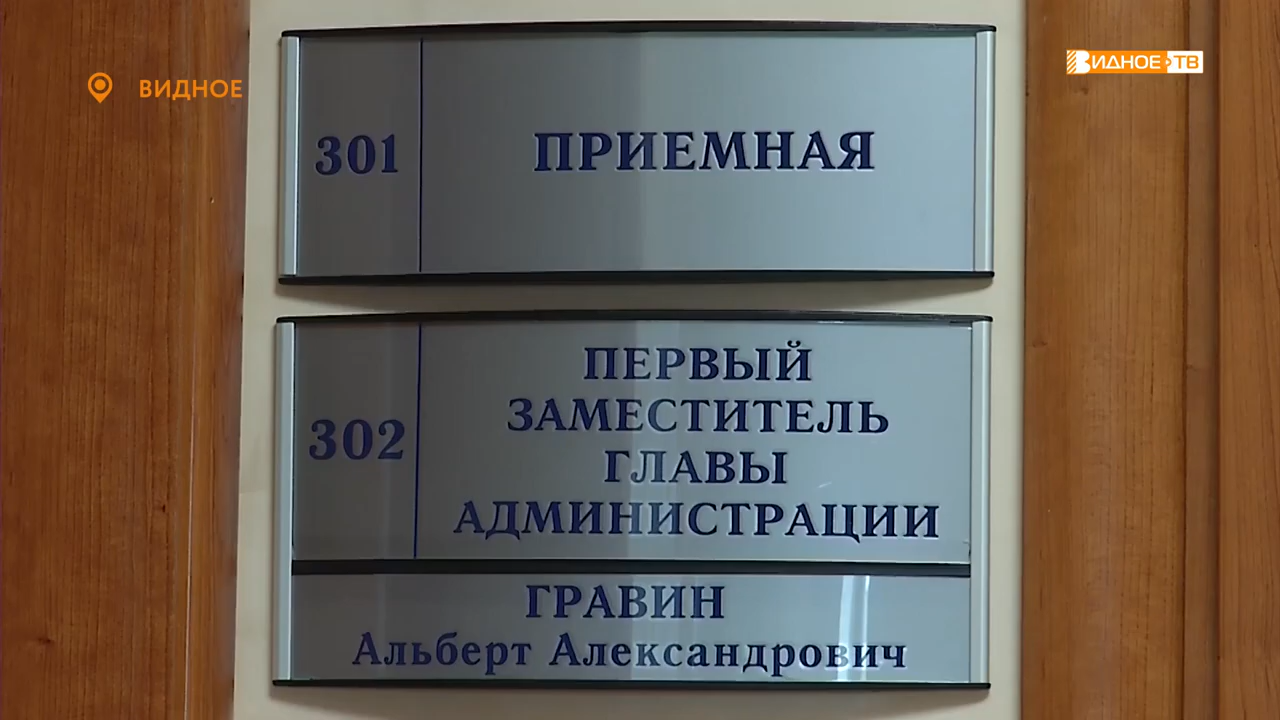 ВИДНОЕ
ВИДНОЕ ТВ
301
ПРИЕМНАЯ
302
ПЕРВЫЙ
ЗАМЕСТИТЕЛЬ
ГЛАВЫ
АДМИНИСТРАЦИИ
ГРАВИН
Альберт Александрович